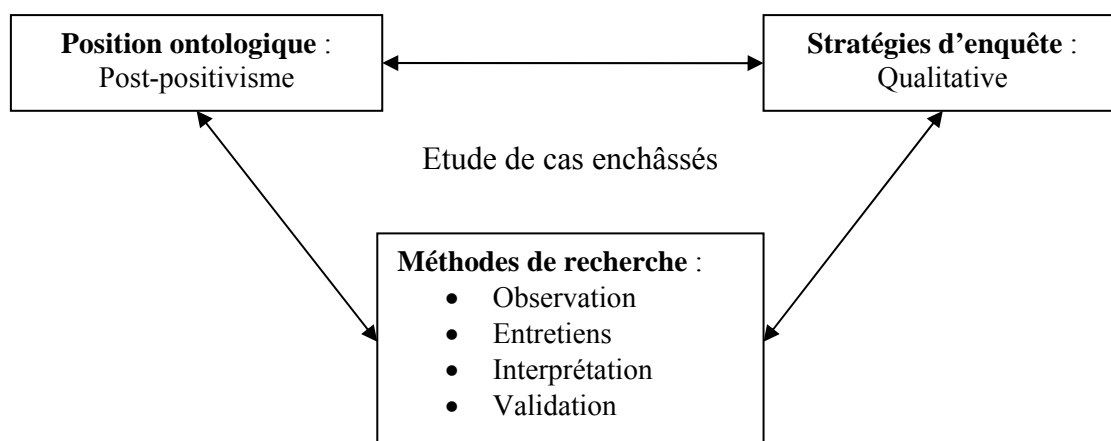 Position ontologique :
Post-positivisme
Stratégies d’enquête :
Qualitative
Etude de cas enchâssés
Méthodes de recherche :
• Observation
• Entretiens
• Interprétation
• Validation